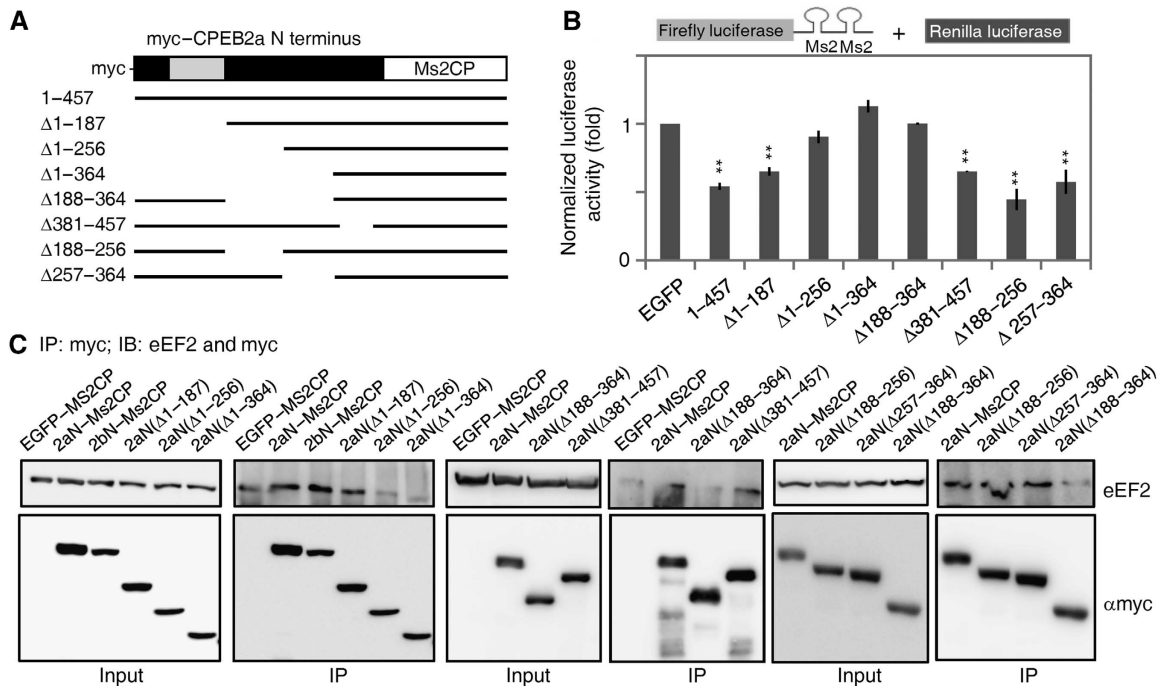 A
myc–CPEB2a N terminus
myc
Ms2CP
1–457
Δ1–187
Δ1–256
Δ1–364
Δ188–364
Δ381–457
Δ188–256
Δ257–364
B
Firefly luciferase
Ms2 Ms2
+
Renilla luciferase
Normalized luciferase
activity (fold)
1
0
**
**
**
**
**
EGFP
1–457
Δ1–187
Δ1–256
Δ1–364
Δ188–364
Δ381–457
Δ188–256
Δ 257–364
C IP: myc; IB: eEF2 and myc
EGFP–MS2CP
2aN–Ms2CP
2bN–Ms2CP
2aN(Δ1–187)
2aN(Δ1–256)
2aN(Δ1–364)
EGFP–MS2CP
2aN–Ms2CP
2bN–Ms2CP
2aN(Δ1–187)
2aN(Δ1–256)
2aN(Δ1–364)
EGFP–MS2CP
2aN–Ms2CP
2aN(Δ188–364)
2aN(Δ381–457)
EGFP–MS2CP
2aN–Ms2CP
2aN(Δ188–364)
2aN(Δ381–457)
2aN–Ms2CP
2aN(Δ188–256)
2aN(Δ257–364)
2aN(Δ188–364)
2aN–Ms2CP
2aN(Δ188–256)
2aN(Δ257–364)
2aN(Δ188–364)
eEF2
αmyc
Input
IP
Input
IP
Input
IP